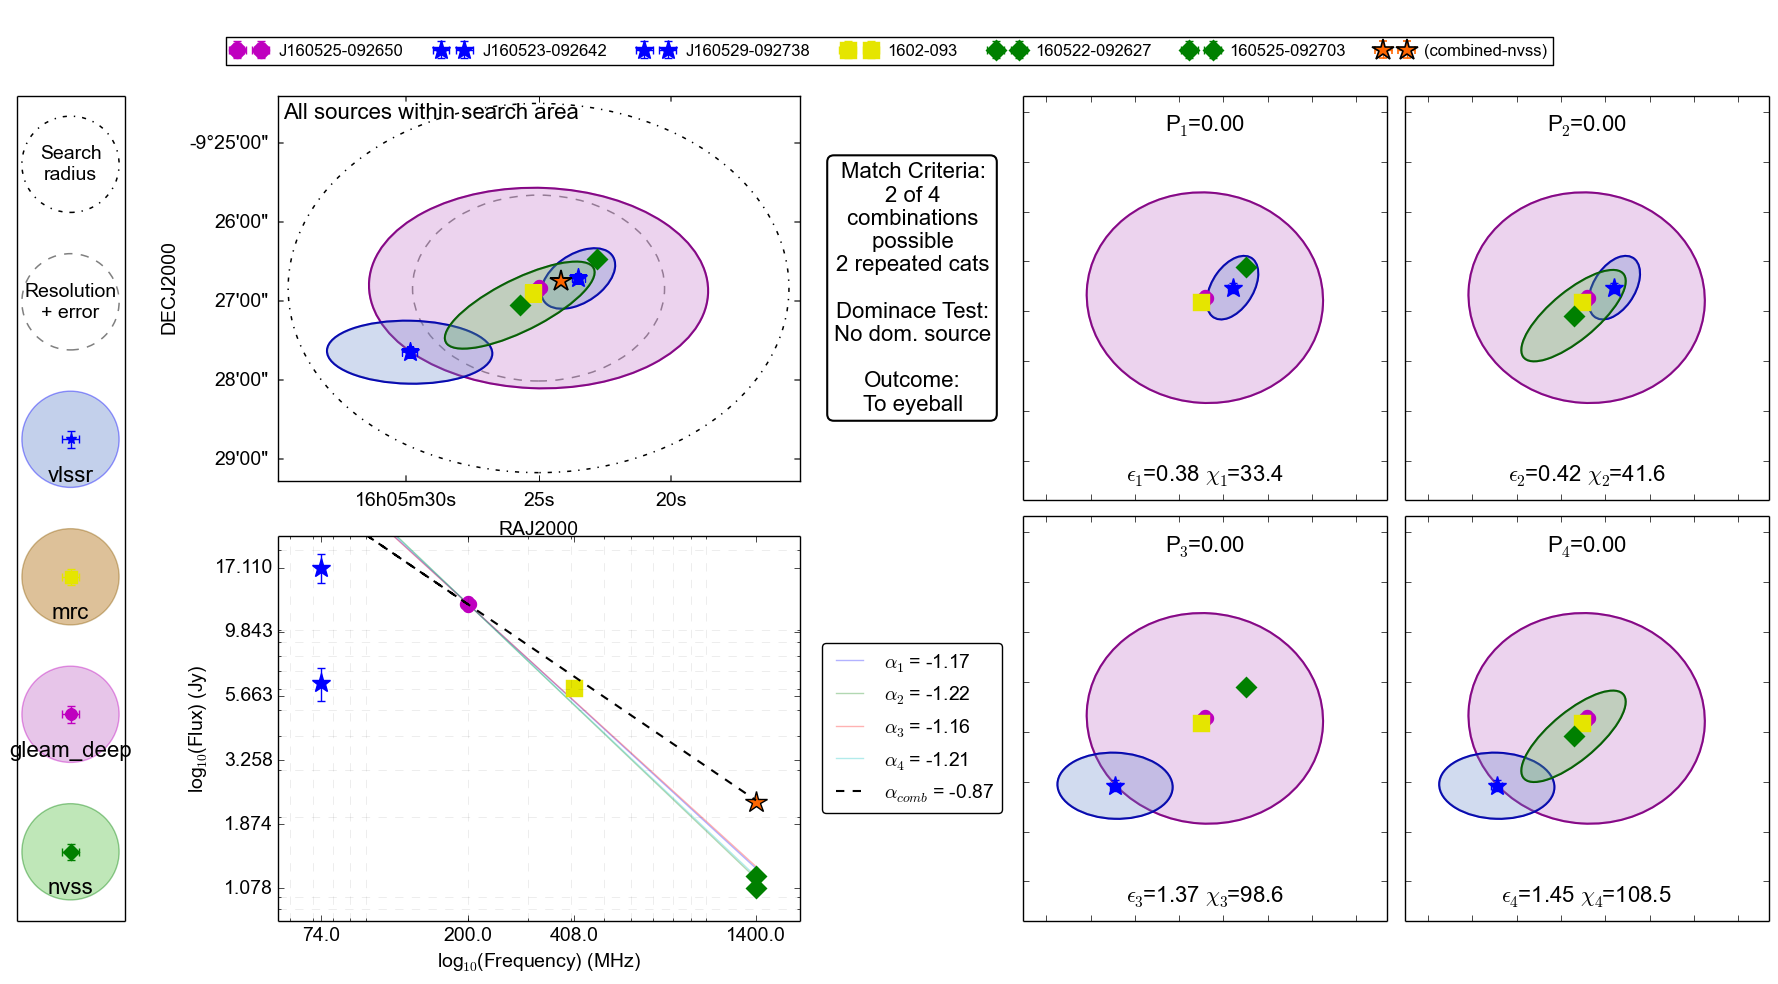 J160525-092650 J160523-092642 J160529-092738 1602-093 160522-092627 160525-092703 (combined-nvss)
Search
radius
Resolution
+ error
vlssr
mrc
gleam_deep
nvss
All sources within search area
DECJ2000
-9°25'00"
26'00"
27'00"
28'00"
29'00"
16h05m30s 25s 20s
RAJ2000
Match Criteria:
2 of 4
combinations
possible
2 repeated cats
Dominace Test:
No dom. source
Outcome:
To eyeball
P1=0.00
ϵ1=0.38 χ1=33.4
P2=0.00
ϵ2=0.42 χ2=41.6
log10(Flux) (Jy)
17.110
9.843
5.663
3.258
1.874
1.078
74.0 200.0 408.0 1400.0
log10(Frequency) (MHz)
α1 = -1.17
α2 = -1.22
α3 = -1.16
α4 = -1.21
αcomb = -0.87
P3=0.00
ϵ3=1.37 χ3=98.6
P4=0.00
ϵ4=1.45 χ4=108.5